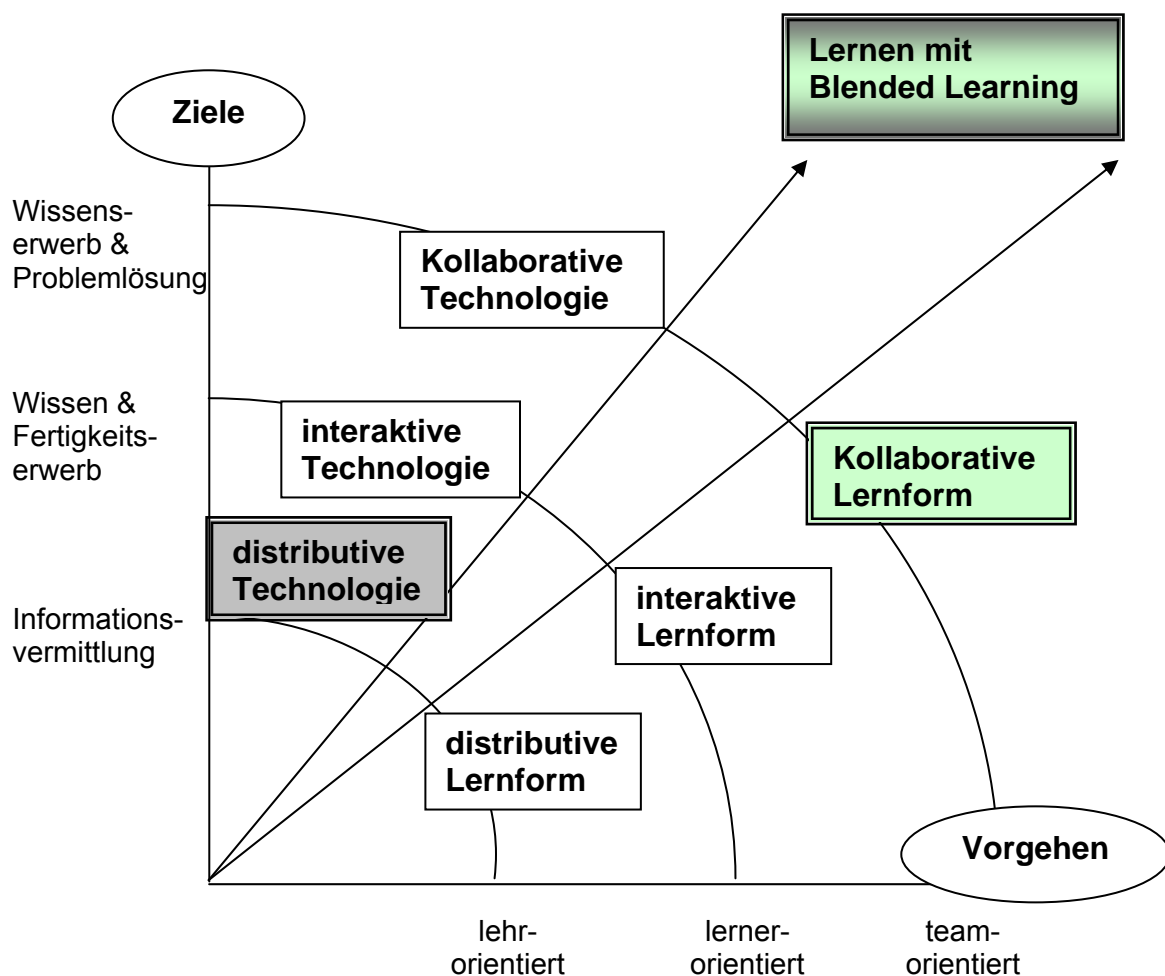 Lernen mit
Blended Learning
Ziele
Wissens-
erwerb &
Problemlösung
Kollaborative
Technologie
Wissen &
Fertigkeits-
erwerb
interaktive
Technologie
Kollaborative
Lernform
distributive
Technologie
interaktive
Lernform
Informations-
vermittlung
distributive
Lernform
Vorgehen
lehr-
orientiert
lerner-
orientiert
team-
orientiert